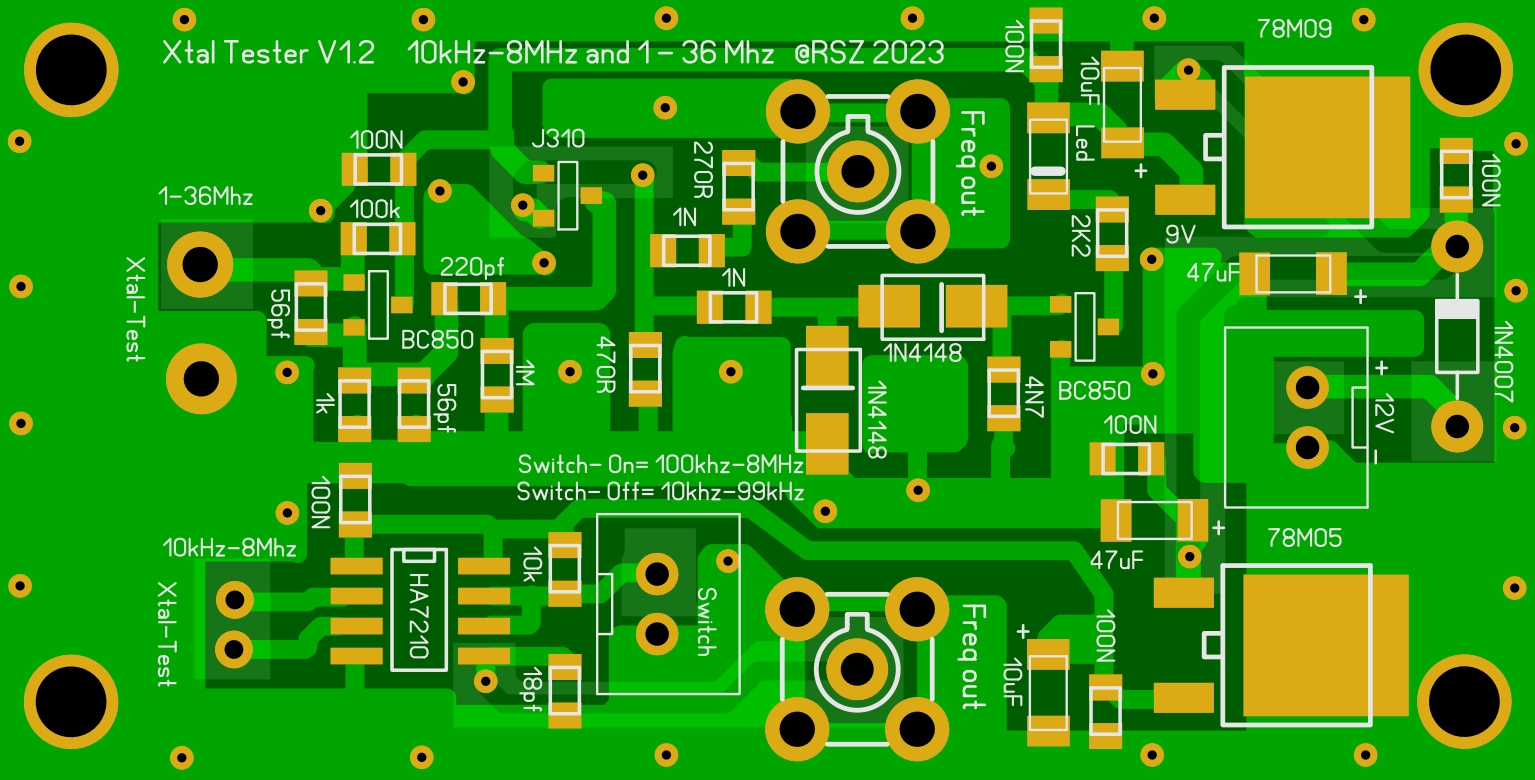 Xtal Tester V1.2 10kHz-8MHz and 1- 36 Mhz @RSZ 2023
100N
10uF
78M09
100N
J310
270R
Freq out
Led
+
100N
1-36Mhz
100k
1N
2K2
9V
Xtal-Test
220pf
56pf
1N
47uF
+
BC850
1N4148
1N4007
1M
470R
1N4148
4N7
BC850
+
12V
-
1k
56pf
100N
Switch- On= 100khz-8MHz
Switch- Off= 10khz-99kHz
100N
+
47uF
78M05
10kHz-8Mhz
10k
Xtal-Test
HA7210
Switch
18pf
Freq out
+
10uF
100N